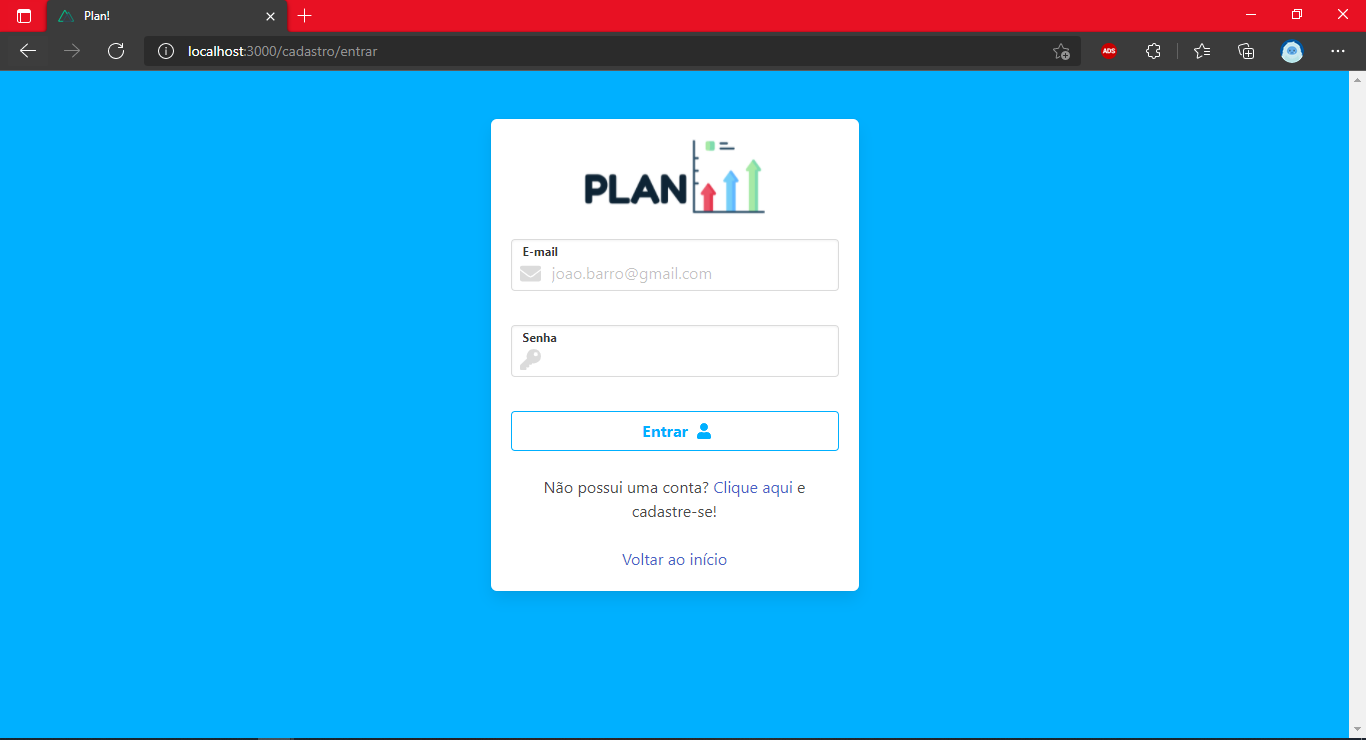 Plan!
localhost:3000/cadastro/entrar
ADS
PLAN
E-mail
joao.barro@gmail.com
Senha
Entrar
Não possui uma conta? Clique aqui e
cadastre-se!
Voltar ao início